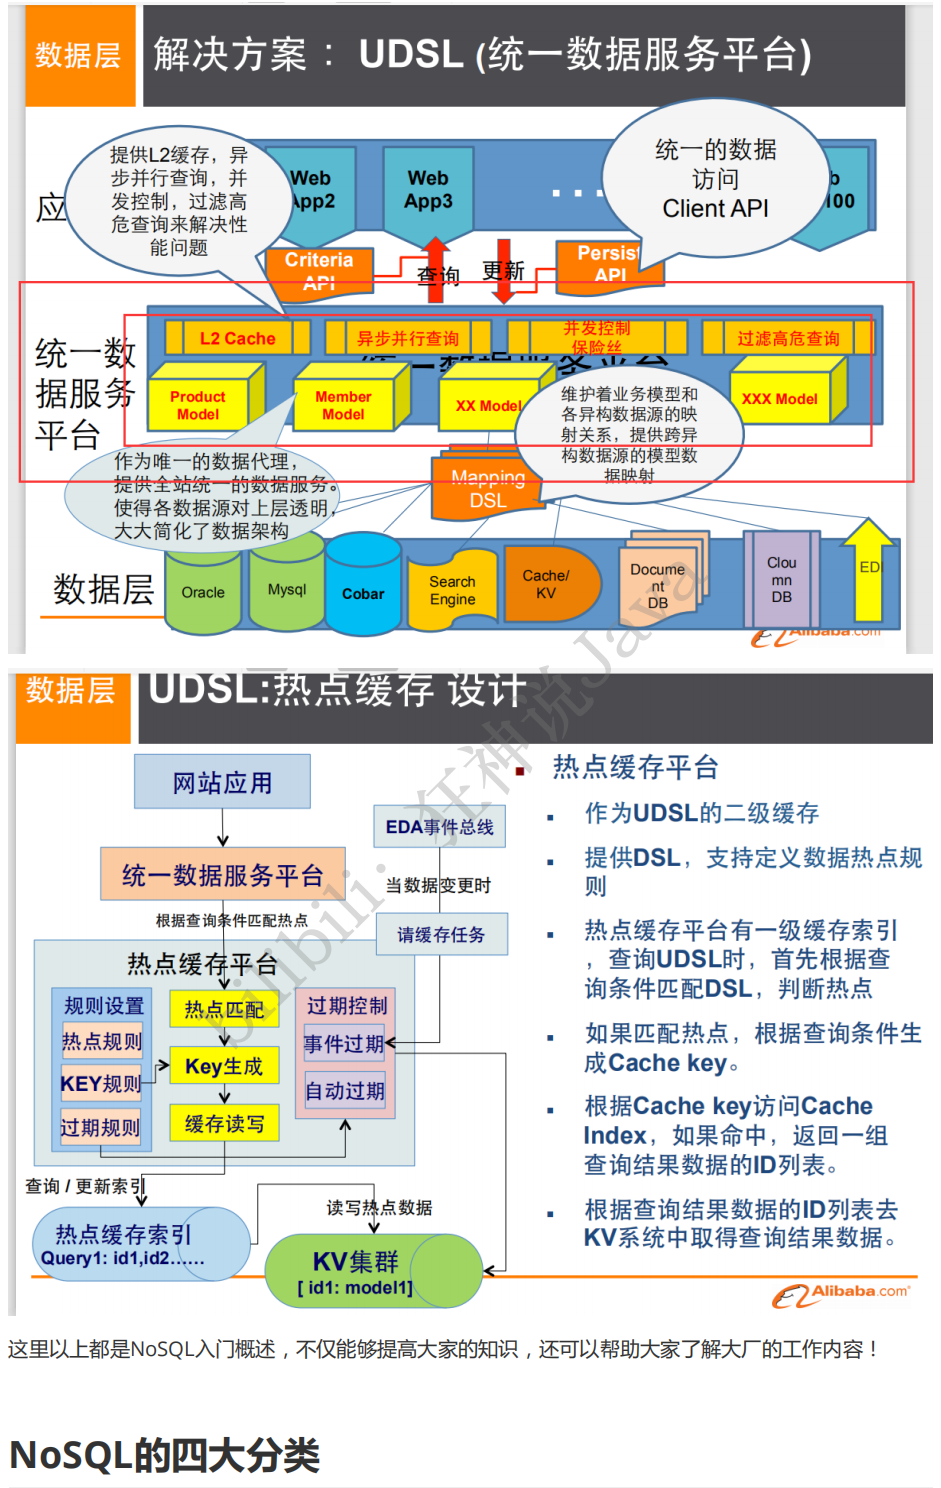 数据层
解决方案： UDSL (统一数据服务平台)
提供L2缓存，异
步并行查询，并
发控制，过滤高
危查询来解决性
能问题
Web
App2
Web
App3
...
统一的数据
访问
Client API
b
100
应
Criteria
API
查询
更新
Persist
API
统一数
据服务
平台
L2 Cache
异步并行查询
并发控制
保险丝
过滤高危查询
Product
Model
Member
Model
XX Model
XXX Model
维护着业务模型和
各异构数据源的映
射关系，提供跨异
构数据源的模型数
据映射
作为唯一的数据代理，
提供全站统一的数据服务。
使得各数据源对上层透明，
大大简化了数据架构
Mapping
DSL
数据层
Oracle
Mysql
Cobar
Search
Engine
Cache/
KV
Docume
nt
DB
Clou
mn
DB
EDI
Alibaba.com
数据层
UDSL:热点缓存 设计
网站应用
统一数据服务平台
根据查询条件匹配热点
EDA事件总线
当数据变更时
请缓存任务
热点缓存平台
规则设置
热点规则
KEY规则
过期规则
热点匹配
Key生成
缓存读写
过期控制
事件过期
自动过期
查询 / 更新索引
热点缓存索引
Query1: id1,id2……
读写热点数据
KV集群
[ id1: model1]
热点缓存平台
作为UDSL的二级缓存
提供DSL，支持定义数据热点规
则
热点缓存平台有一级缓存索引
，查询UDSL时，首先根据查
询条件匹配DSL，判断热点
如果匹配热点，根据查询条件生
成Cache key。
根据Cache key访问Cache
Index，如果命中，返回一组
查询结果数据的ID列表。
根据查询结果数据的ID列表去
KV系统中取得查询结果数据。
Alibaba.com
bilibili：狂神说Java
这里以上都是NoSQL入门概述，不仅能够提高大家的知识，还可以帮助大家了解大厂的工作内容！
NoSQL的四大分类